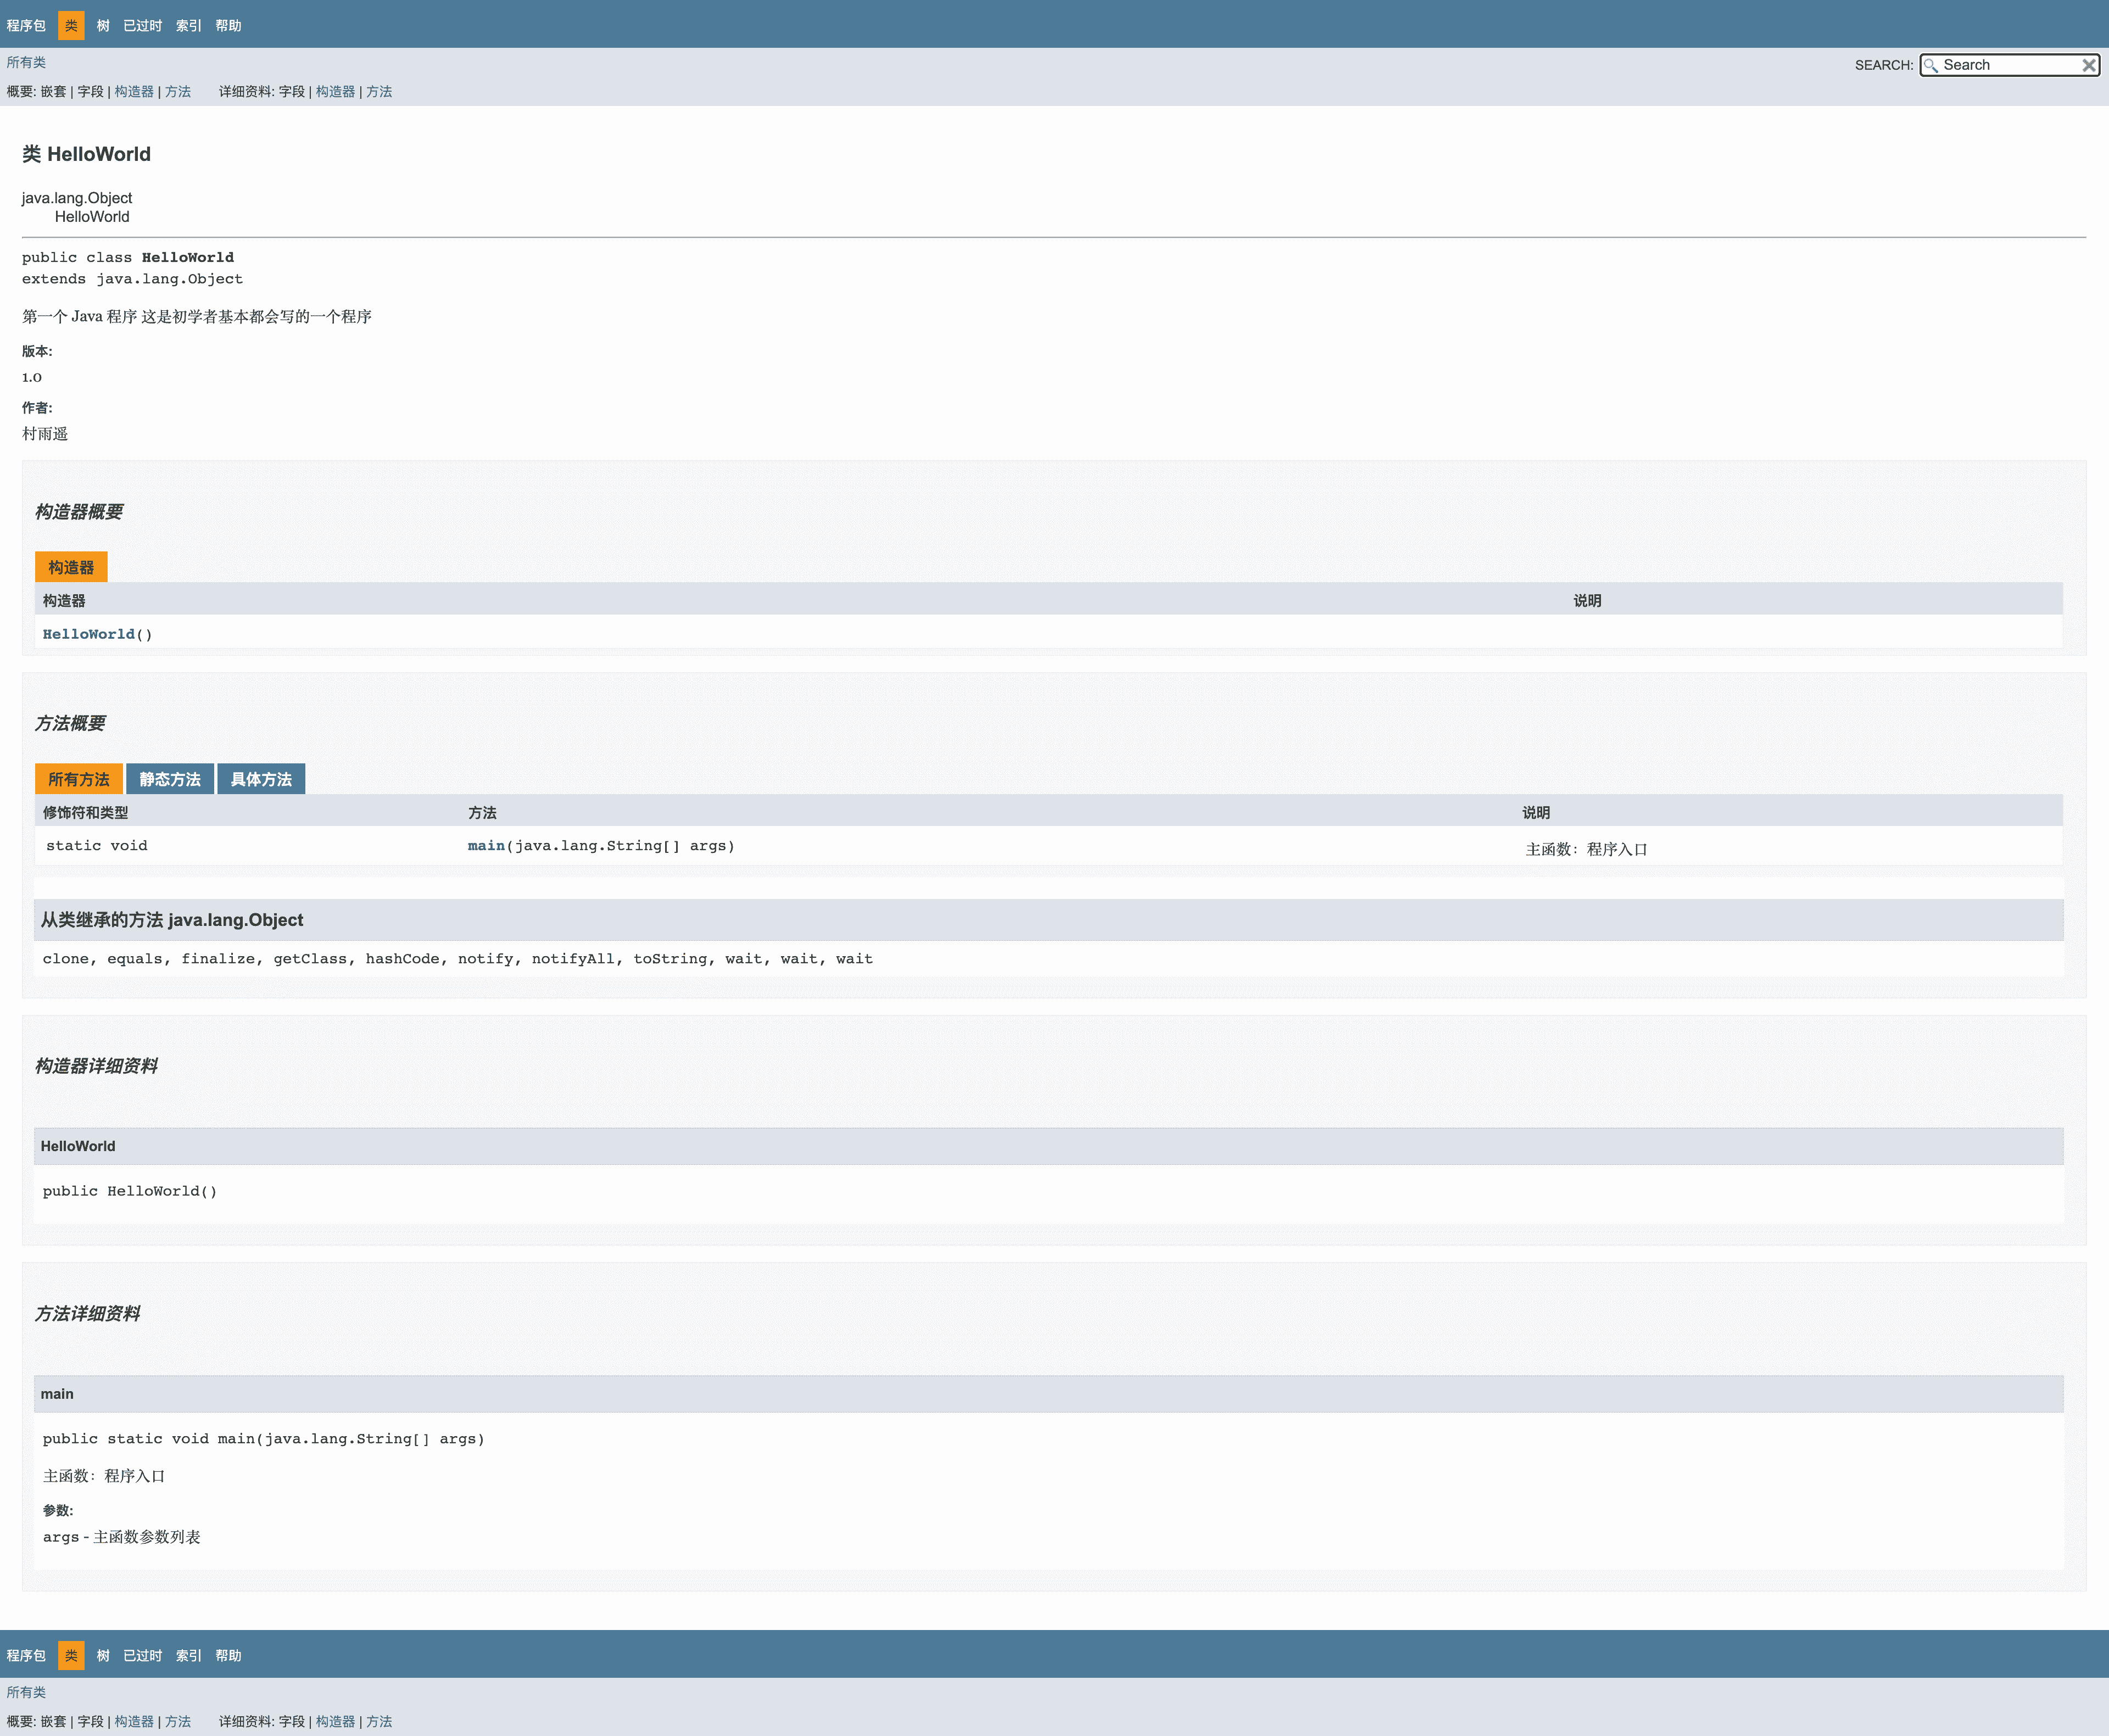 程序包 类 树 已过时 索引 帮助
所有类
SEARCH: Search
概要: 嵌套 | 字段 | 构造器 | 方法 详细资料: 字段 | 构造器 | 方法
类 HelloWorld
java.lang.Object
HelloWorld
public class HelloWorld
extends java.lang.Object
第一个 Java 程序 这是初学者基本都会写的一个程序
版本:
1.0
作者:
村雨遥
构造器概要
构造器
构造器 说明
HelloWorld()
方法概要
所有方法 静态方法 具体方法
修饰符和类型 方法 说明
static void main(java.lang.String[] args) 主函数：程序入口
从类继承的方法 java.lang.Object
clone, equals, finalize, getClass, hashCode, notify, notifyAll, toString, wait, wait, wait
构造器详细资料
HelloWorld
public HelloWorld()
方法详细资料
main
public static void main(java.lang.String[] args)
主函数：程序入口
参数:
args - 主函数参数列表
程序包 类 树 已过时 索引 帮助
所有类
概要: 嵌套 | 字段 | 构造器 | 方法 详细资料: 字段 | 构造器 | 方法